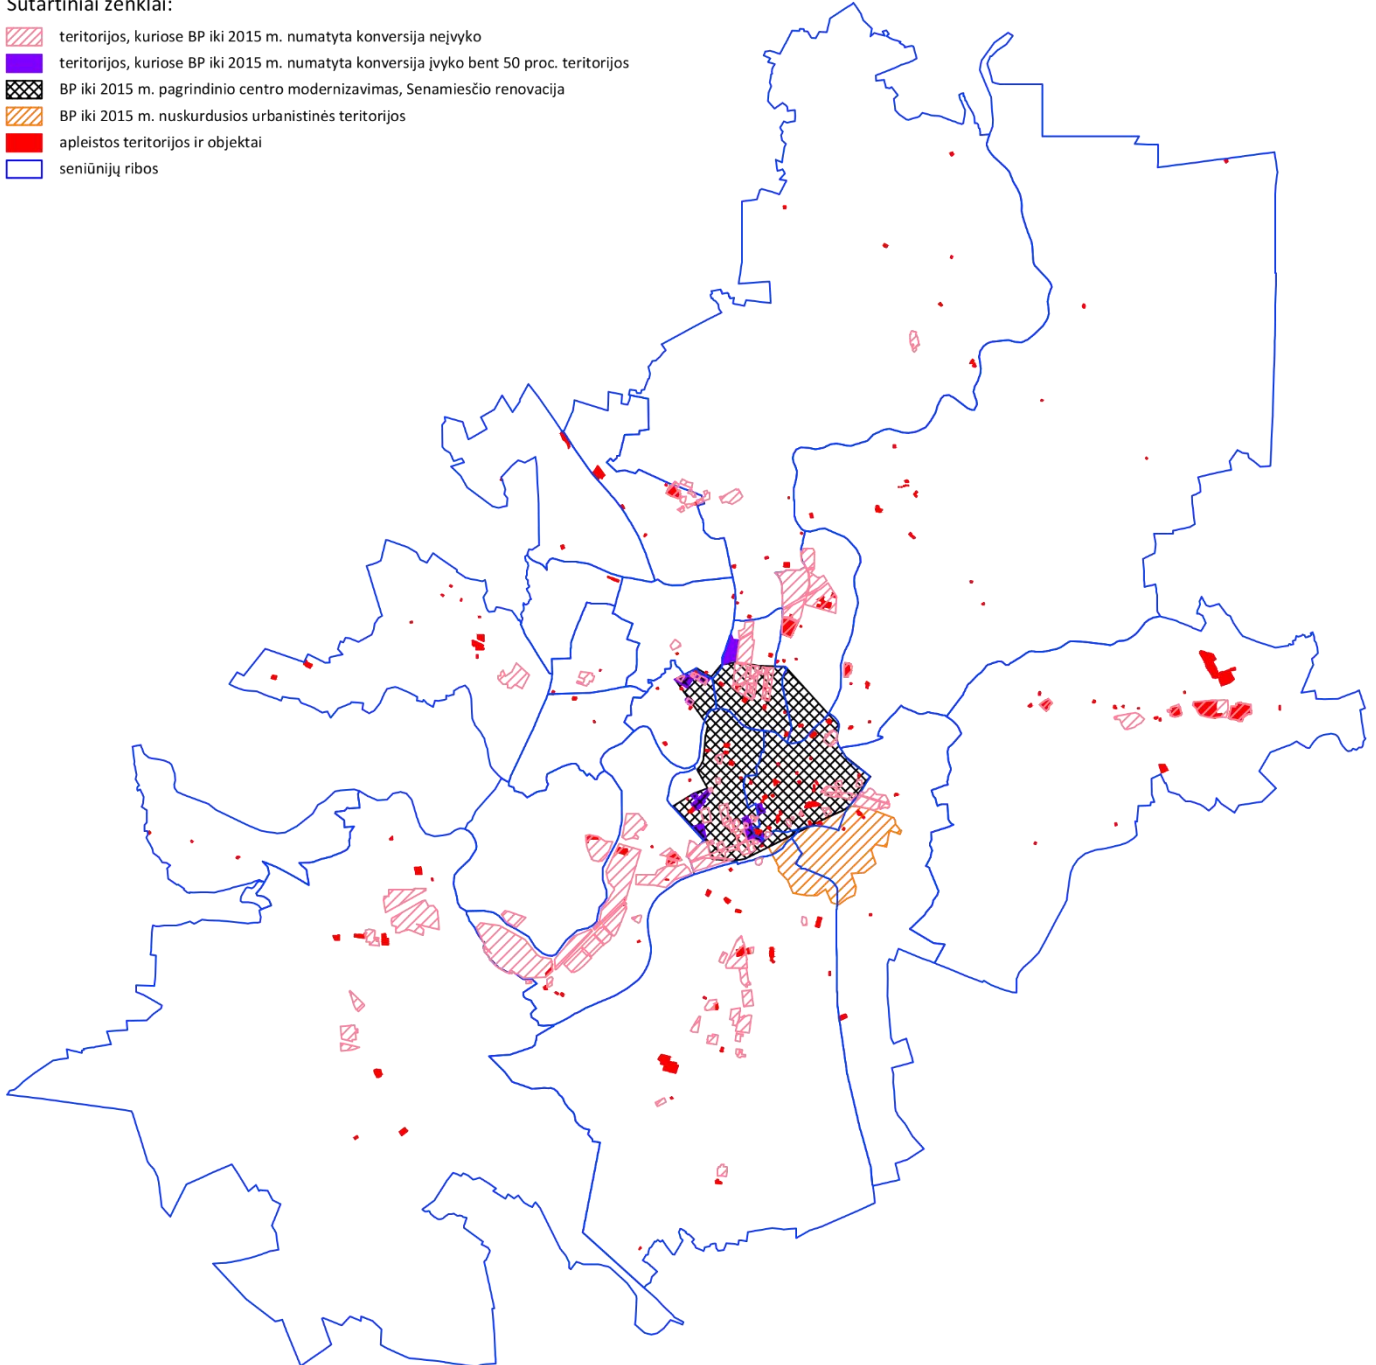 Sutartiniai ženklai:
teritorijos, kuriose BP iki 2015 m. numatyta konversija neįvyko
teritorijos, kuriose BP iki 2015 m. numatyta konversija įvyko bent 50 proc. teritorijos
BP iki 2015 m. pagrindinio centro modernizavimas, Senamiesčio renovacija
BP iki 2015 m. nuskurdusios urbanistinės teritorijos
apleistos teritorijos ir objektai
seniūnijų ribos